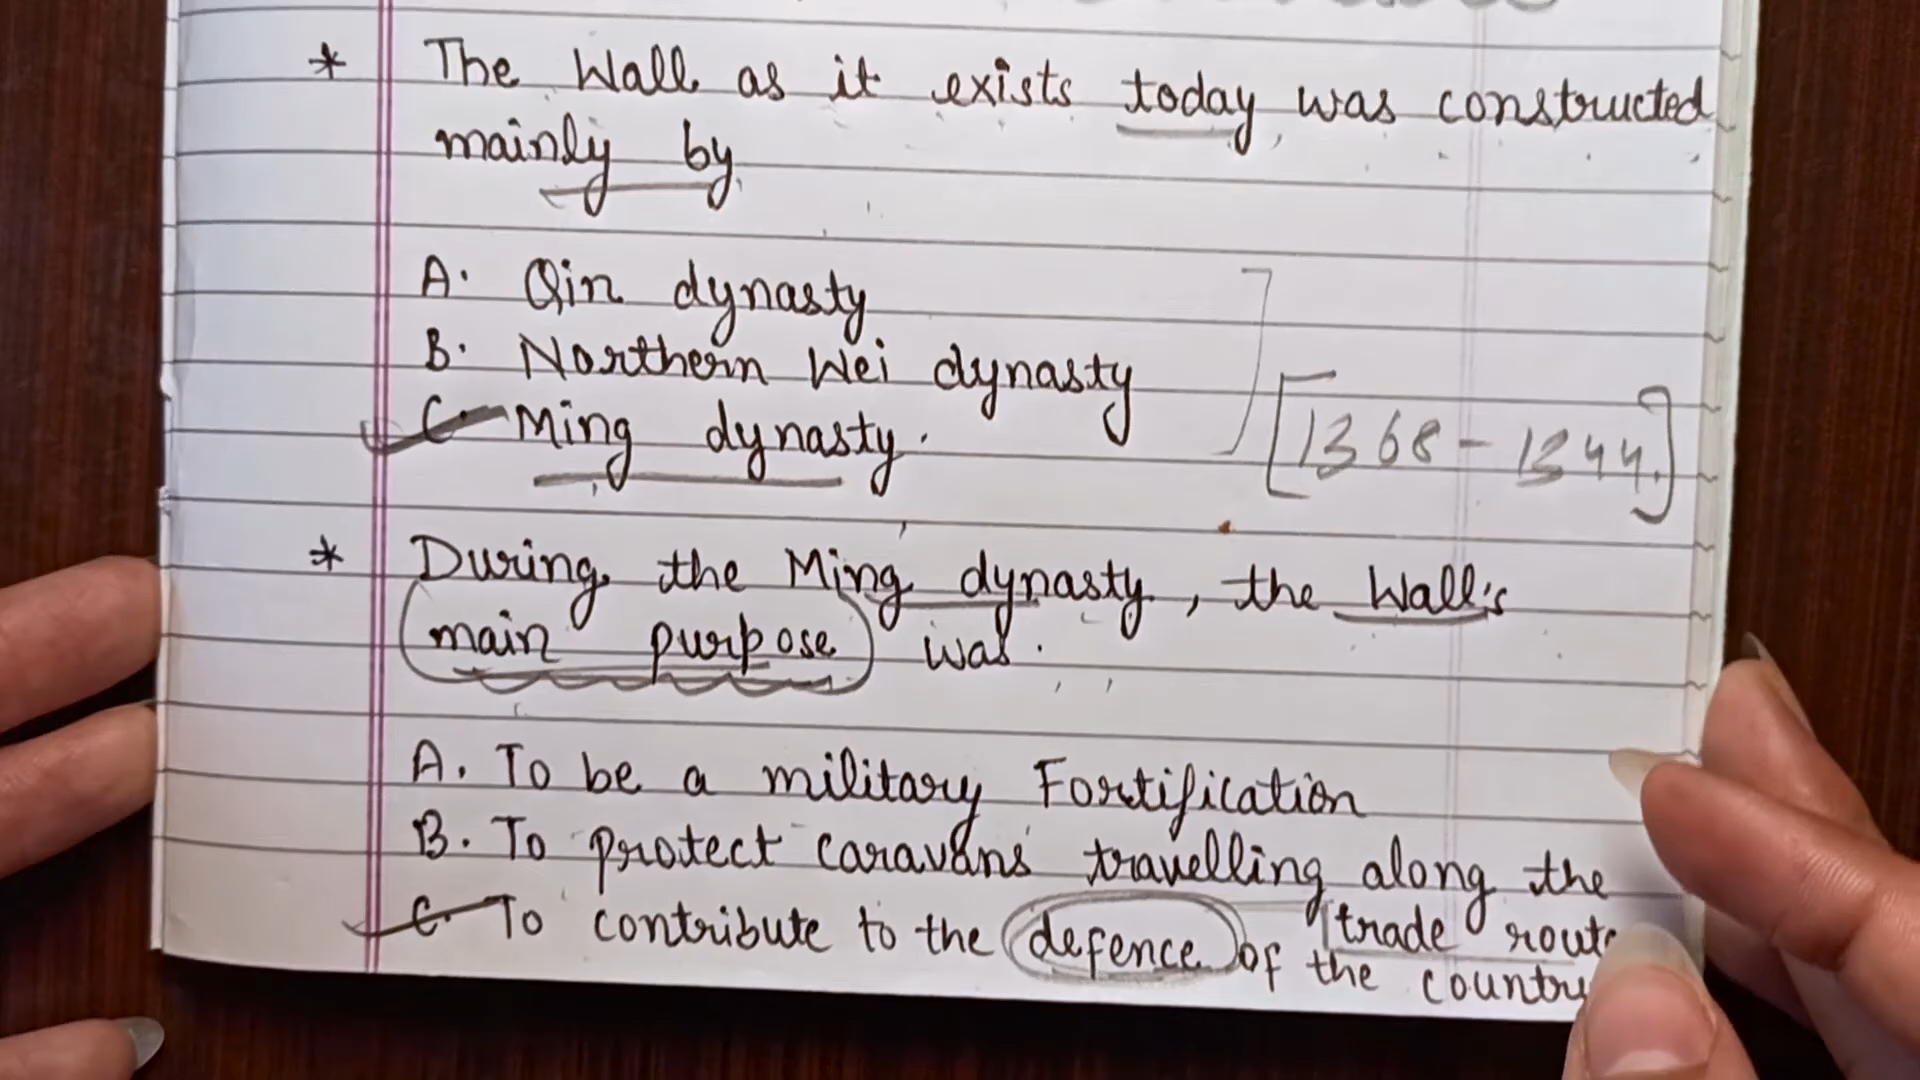 * The Wall as it exists today was constructed
mainly by
A. Qin dynasty
B. Northern Wei dynasty
C. Ming dynasty.
[1368-1344.]
* During the Ming dynasty, the Wall's
main purpose was.
A. To be a military Fortification
B. To protect caravans travelling along the
trade route
C. To contribute to the defence of the country